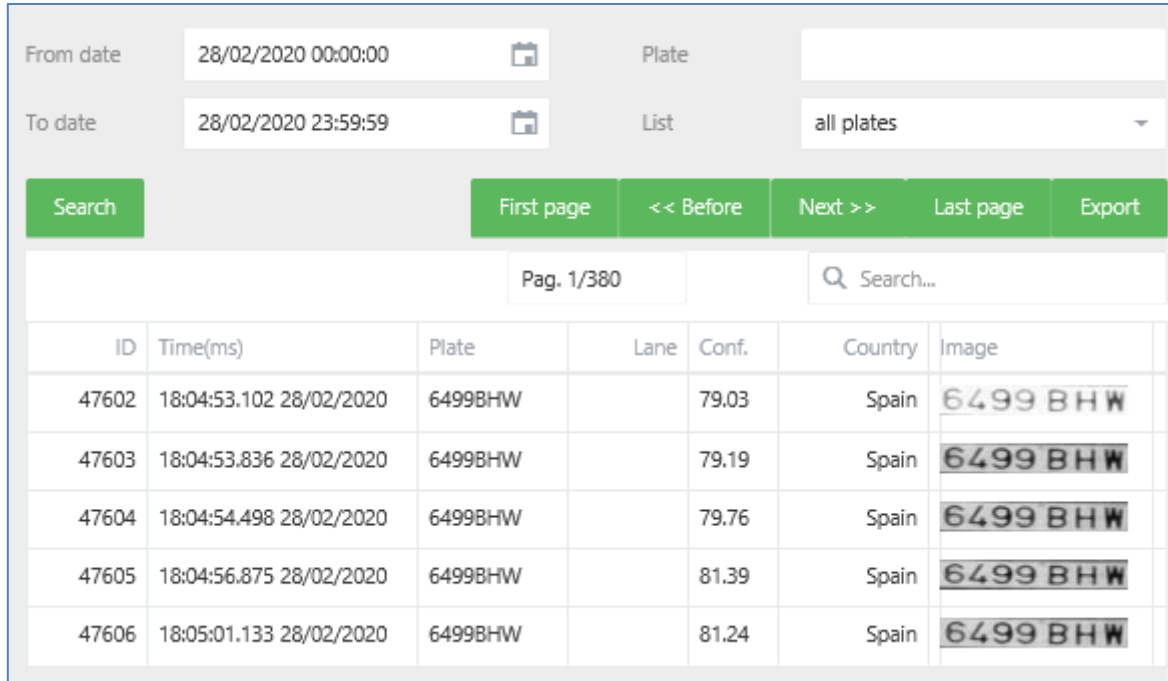 From date 28/02/2020 00:00:00 Plate
To date 28/02/2020 23:59:59 List all plates
Search First page << Before Next >> Last page Export
Pag. 1/380 Search...
ID Time(ms) Plate Lane Conf. Country Image
47602 18:04:53.102 28/02/2020 6499BHW 79.03 Spain 6499 BHW
47603 18:04:53.836 28/02/2020 6499BHW 79.19 Spain 6499 BHW
47604 18:04:54.498 28/02/2020 6499BHW 79.76 Spain 6499 BHW
47605 18:04:56.875 28/02/2020 6499BHW 81.39 Spain 6499 BHW
47606 18:05:01.133 28/02/2020 6499BHW 81.24 Spain 6499 BHW